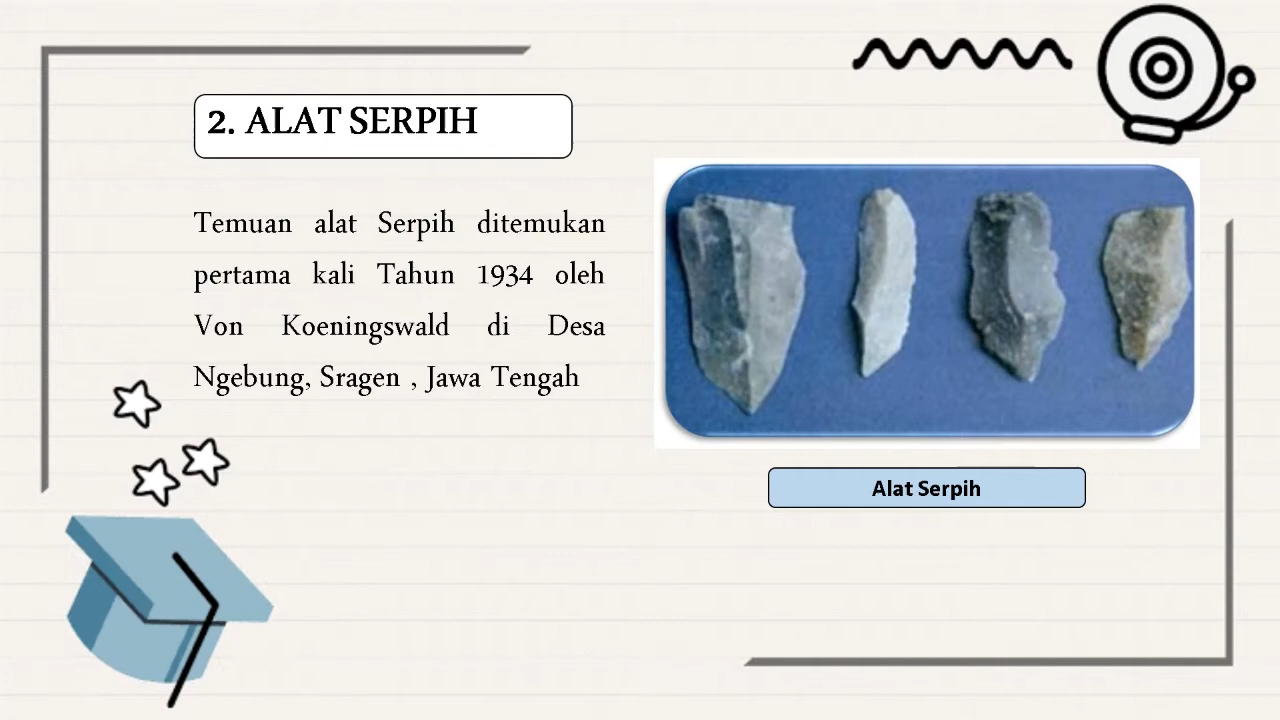 2. ALAT SERPIH
Temuan alat Serpih ditemukan
pertama kali Tahun 1934 oleh
Von Koeningswald di Desa
Ngebung, Sragen , Jawa Tengah
Alat Serpih